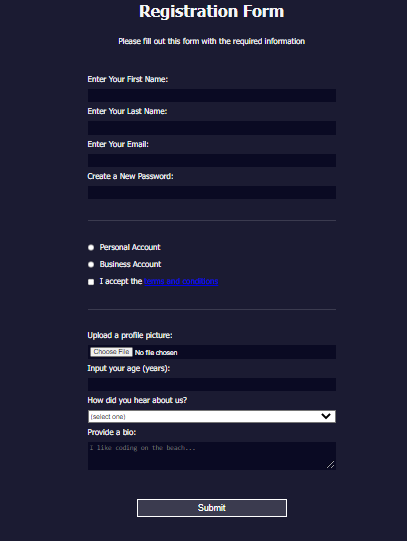 Registration Form
Please fill out this form with the required information
Enter Your First Name:
Enter Your Last Name:
Enter Your Email:
Create a New Password:
Personal Account
Business Account
I accept the terms and conditions
Upload a profile picture:
Choose File No file chosen
Input your age (years):
How did you hear about us?
(select one)
Provide a bio:
I like coding on the beach...
Submit